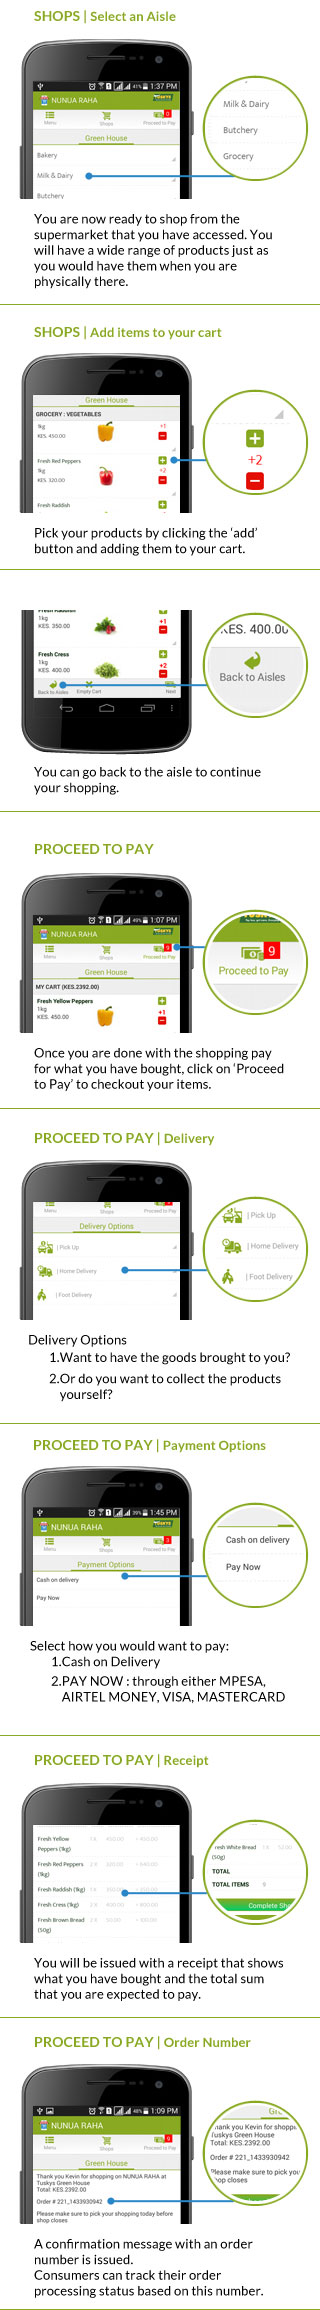 SHOPS | Select an Aisle
41% 1:37 PM
NUNUA RAHA
Menu Shops Proceed to Pay
Green House
Bakery
Milk & Dairy
Butchery
Milk & Dairy
Butchery
Grocery
You are now ready to shop from the
supermarket that you have accessed. You
will have a wide range of products just as
you would have them when you are
physically there.
SHOPS | Add items to your cart
Green House
GROCERY : VEGETABLES
1kg
KES. 450.00
+1
Fresh Red Peppers
1kg
KES. 320.00
+2
Fresh Raddish
+2
Pick your products by clicking the ‘add’
button and adding them to your cart.
Fresh Raddish
1kg
KES. 350.00
+1
Fresh Cress
1kg
KES. 400.00
+2
Back to Aisles Empty Cart Next
KES. 400.00
Back to Aisles
You can go back to the aisle to continue
your shopping.
PROCEED TO PAY
49% 1:07 PM
NUNUA RAHA
Menu Shops Proceed to Pay
Green House
MY CART (KES.2392.00)
Fresh Yellow Peppers
1kg
KES. 450.00
+1
9
Proceed to Pay
Once you are done with the shopping pay
for what you have bought, click on ‘Proceed
to Pay’ to checkout your items.
PROCEED TO PAY | Delivery
Menu Shops Proceed to Pay
Delivery Options
| Pick Up
| Home Delivery
| Foot Delivery
| Pick Up
| Home Delivery
| Foot Delivery
Delivery Options
1.Want to have the goods brought to you?
2.Or do you want to collect the products
yourself?
PROCEED TO PAY | Payment Options
1:45 PM
NUNUA RAHA
Menu Shops Proceed to Pay
Payment Options
Cash on delivery
Pay Now
Cash on delivery
Pay Now
Select how you would want to pay:
1.Cash on Delivery
2.PAY NOW : through either MPESA,
AIRTEL MONEY, VISA, MASTERCARD
PROCEED TO PAY | Receipt
Fresh Yellow 1 X 450.00 = 450.00
Peppers (1kg)
Fresh Red Peppers 2 X 320.00 = 640.00
(1kg)
Fresh Raddish (1kg) 1 X 350.00 = 350.00
Fresh Cress (1kg) 2 X 400.00 = 800.00
Fresh Brown Bread 2 X 50.00 = 100.00
(50g)
Fresh White Bread 1 X 52.00
(50g)
TOTAL
TOTAL ITEMS 9
Complete Sho
You will be issued with a receipt that shows
what you have bought and the total sum
that you are expected to pay.
PROCEED TO PAY | Order Number
48% 1:09 PM
NUNUA RAHA
Menu Shops Proceed to Pay
Green House
Thank you Kevin for shopping on NUNUA RAHA at
Tuskys Green House
Total: KES.2392.00
Order # 221_1433930942
Please make sure to pick your shopping today before
shop closes
Thank you Kevin for shoppi
Tuskys Green House
Total: KES.2392.00
Order # 221_1433930942
Please make sure to pick you
shop closes
A confirmation message with an order
number is issued.
Consumers can track their order
processing status based on this number.